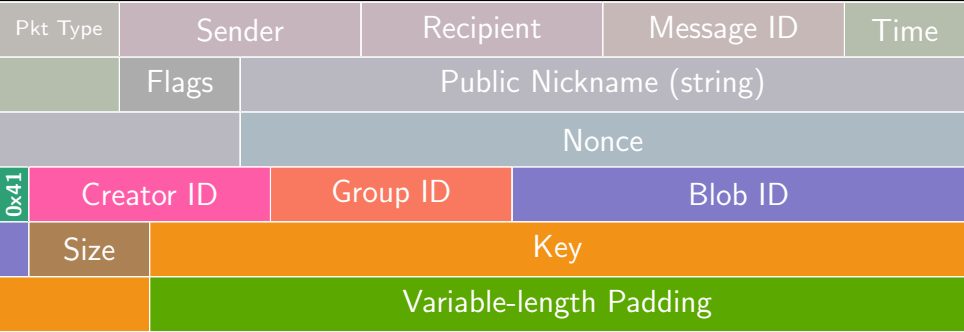 Pkt Type Sender Recipient Message ID Time
Flags Public Nickname (string)
Nonce
0x41 Creator ID Group ID Blob ID
Size Key
Variable-length Padding